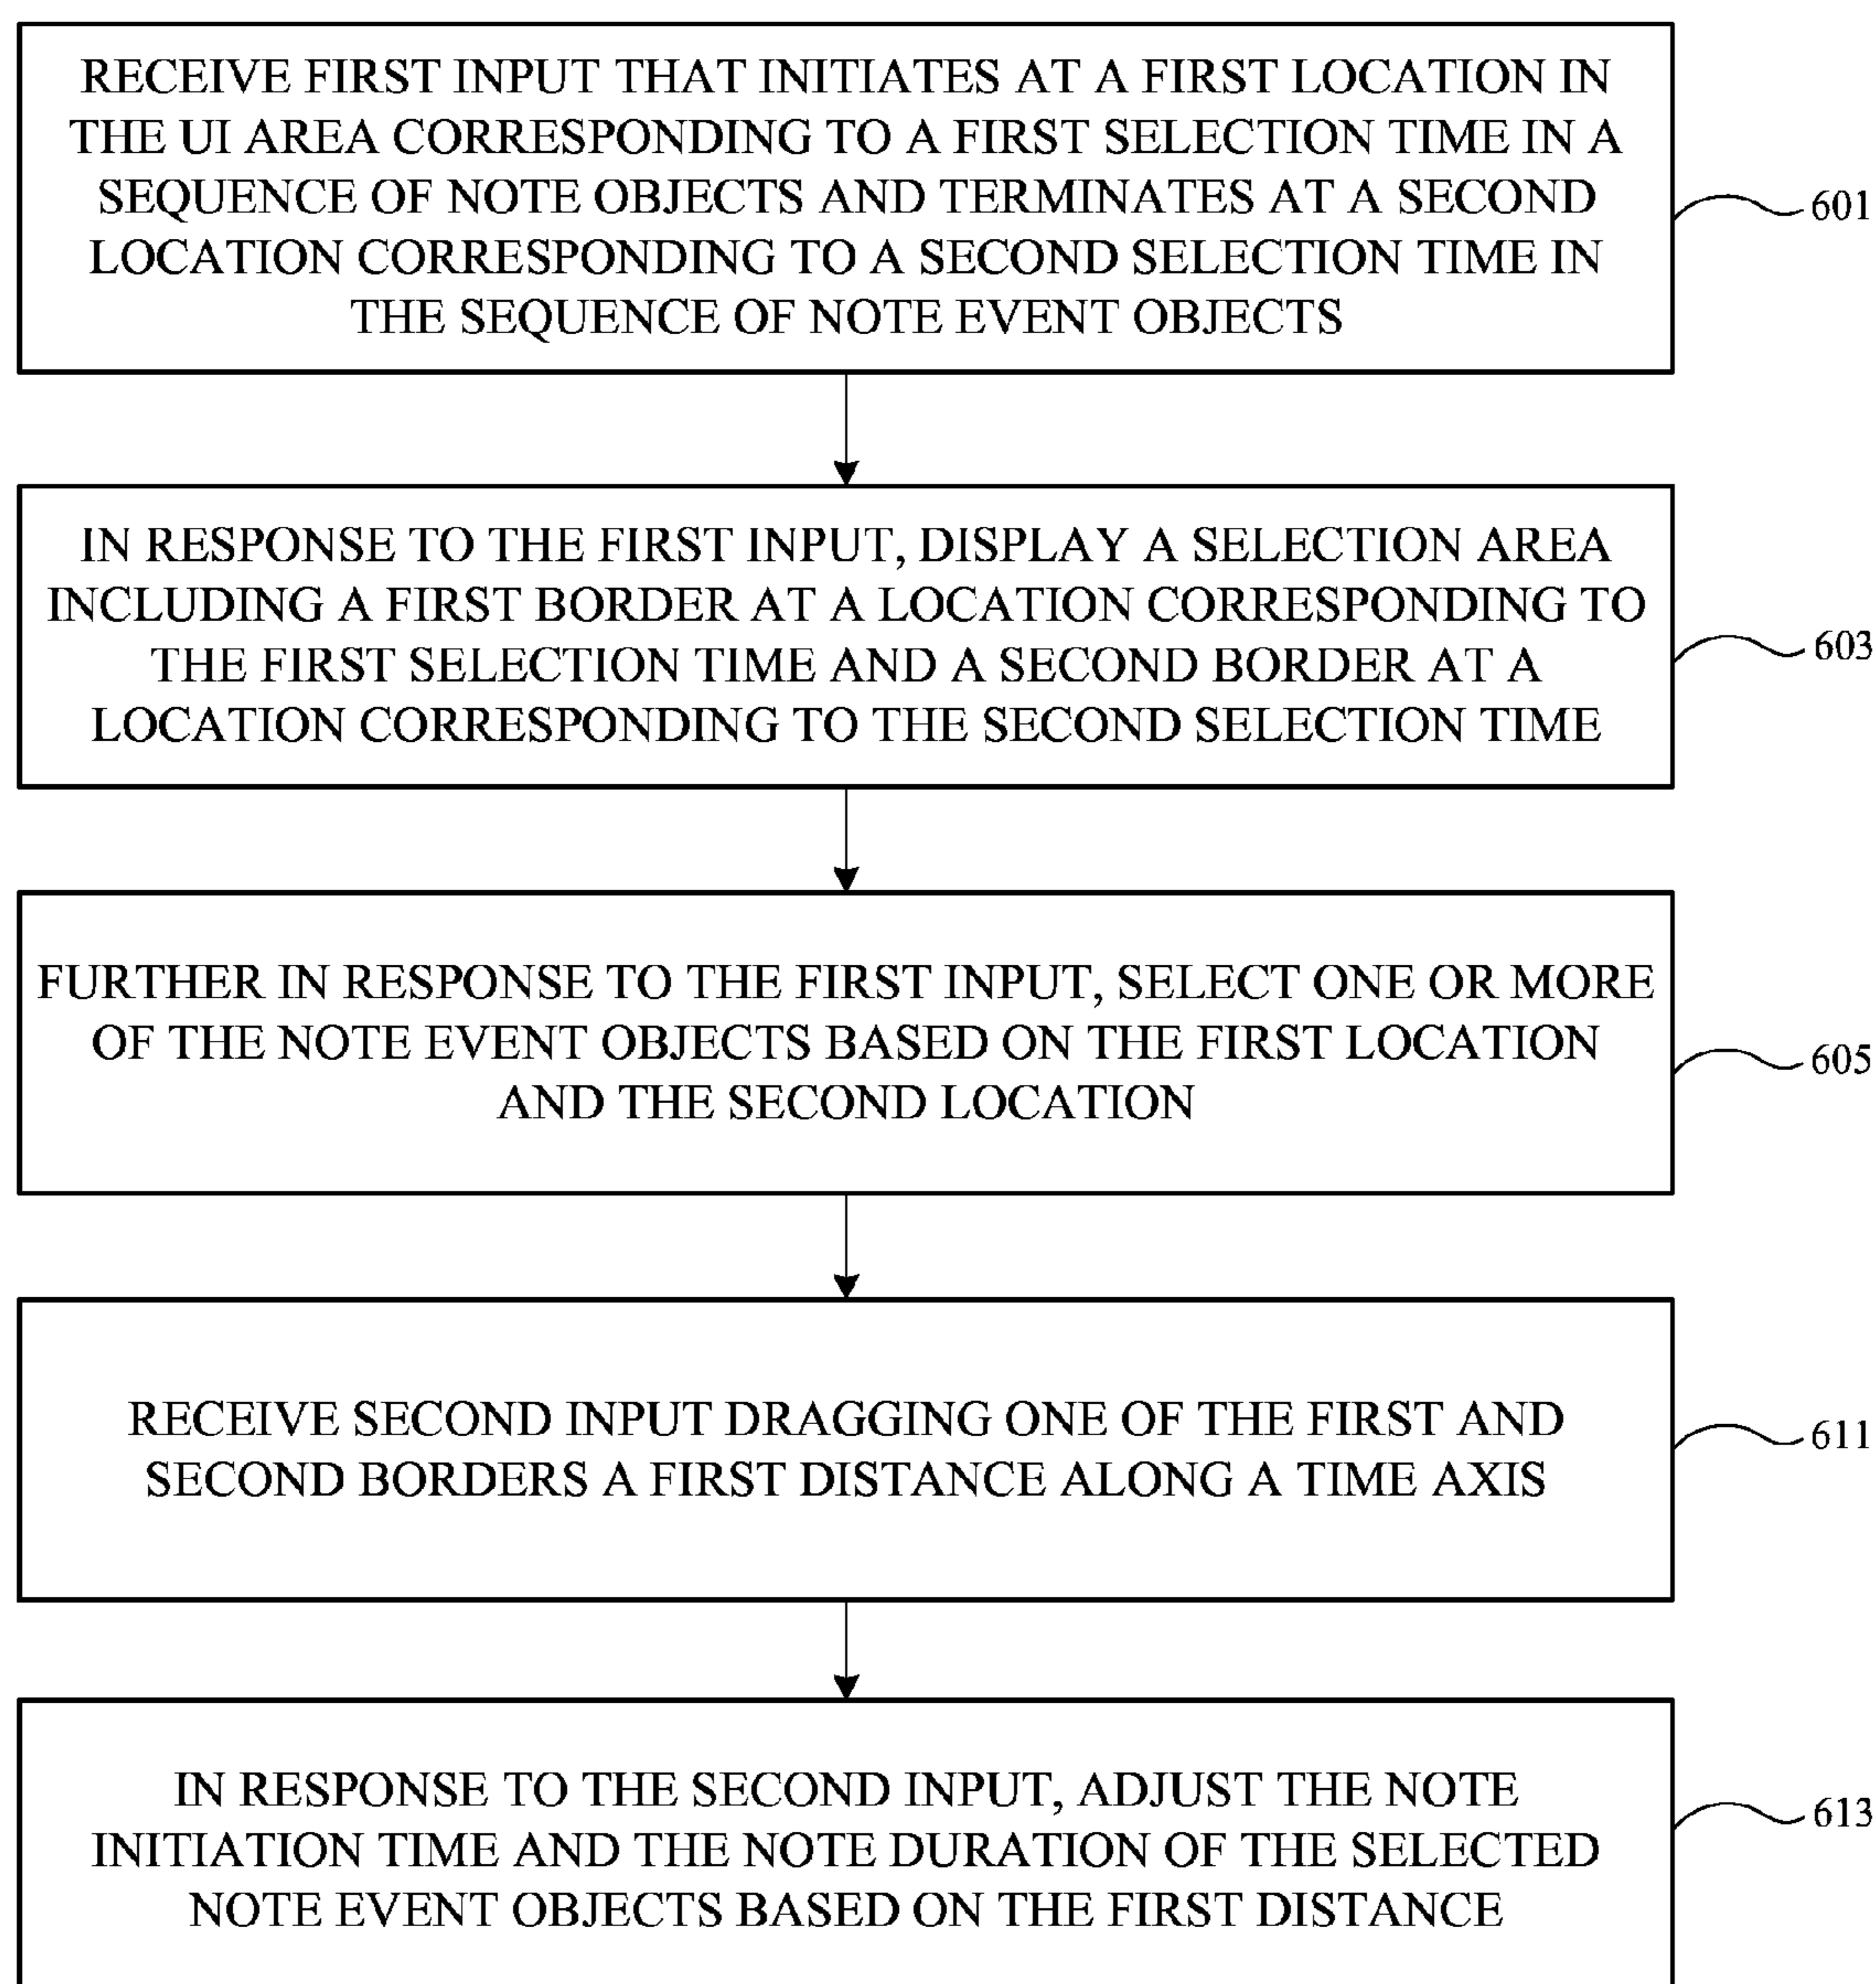 RECEIVE FIRST INPUT THAT INITIATES AT A FIRST LOCATION IN
THE UI AREA CORRESPONDING TO A FIRST SELECTION TIME IN A
SEQUENCE OF NOTE OBJECTS AND TERMINATES AT A SECOND
LOCATION CORRESPONDING TO A SECOND SELECTION TIME IN
THE SEQUENCE OF NOTE EVENT OBJECTS
601
IN RESPONSE TO THE FIRST INPUT, DISPLAY A SELECTION AREA
INCLUDING A FIRST BORDER AT A LOCATION CORRESPONDING TO
THE FIRST SELECTION TIME AND A SECOND BORDER AT A
LOCATION CORRESPONDING TO THE SECOND SELECTION TIME
603
FURTHER IN RESPONSE TO THE FIRST INPUT, SELECT ONE OR MORE
OF THE NOTE EVENT OBJECTS BASED ON THE FIRST LOCATION
AND THE SECOND LOCATION
605
RECEIVE SECOND INPUT DRAGGING ONE OF THE FIRST AND
SECOND BORDERS A FIRST DISTANCE ALONG A TIME AXIS
611
IN RESPONSE TO THE SECOND INPUT, ADJUST THE NOTE
INITIATION TIME AND THE NOTE DURATION OF THE SELECTED
NOTE EVENT OBJECTS BASED ON THE FIRST DISTANCE
613